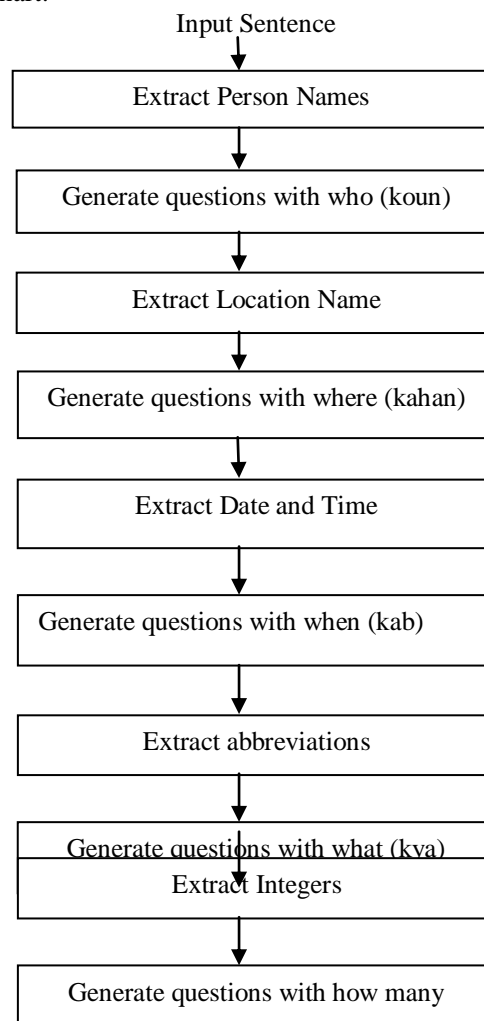 Input Sentence
Extract Person Names
Generate questions with who (koun)
Extract Location Name
Generate questions with where (kahan)
Extract Date and Time
Generate questions with when (kab)
Extract abbreviations
Generate questions with what (kya)
Extract Integers
Generate questions with how many